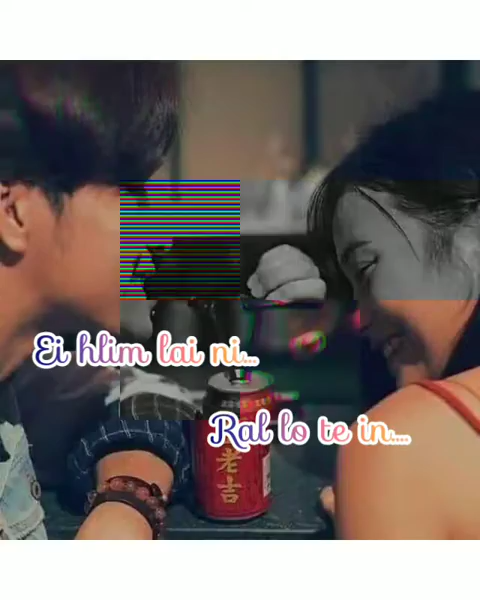 Ei hlim lai ni...
Ral lo te in....
老
吉